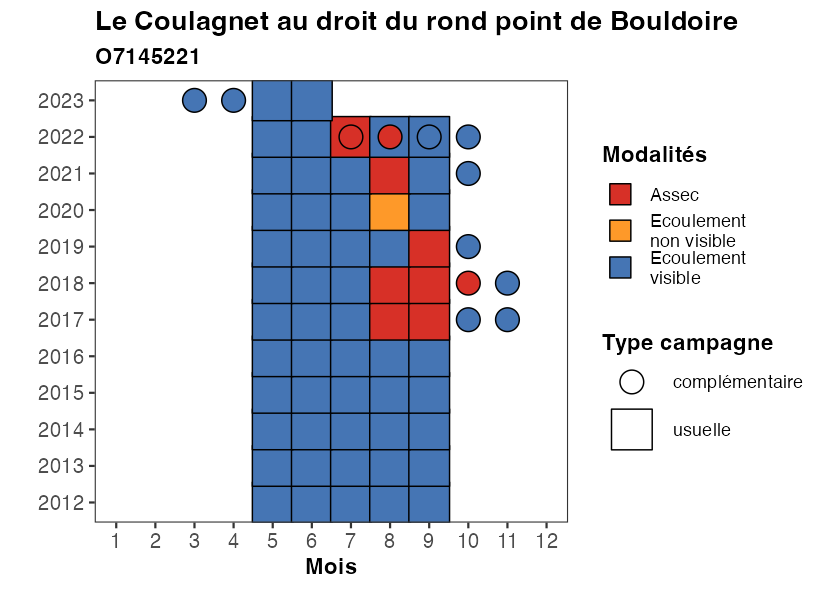 Le Coulagnet au droit du rond point de Bouldoire
O7145221
2023
2022
2021
2020
2019
2018
2017
2016
2015
2014
2013
2012
1 2 3 4 5 6 7 8 9 10 11 12
Mois
Modalités
Assec
Ecoulement
non visible
Ecoulement
visible
Type campagne
complémentaire
usuelle